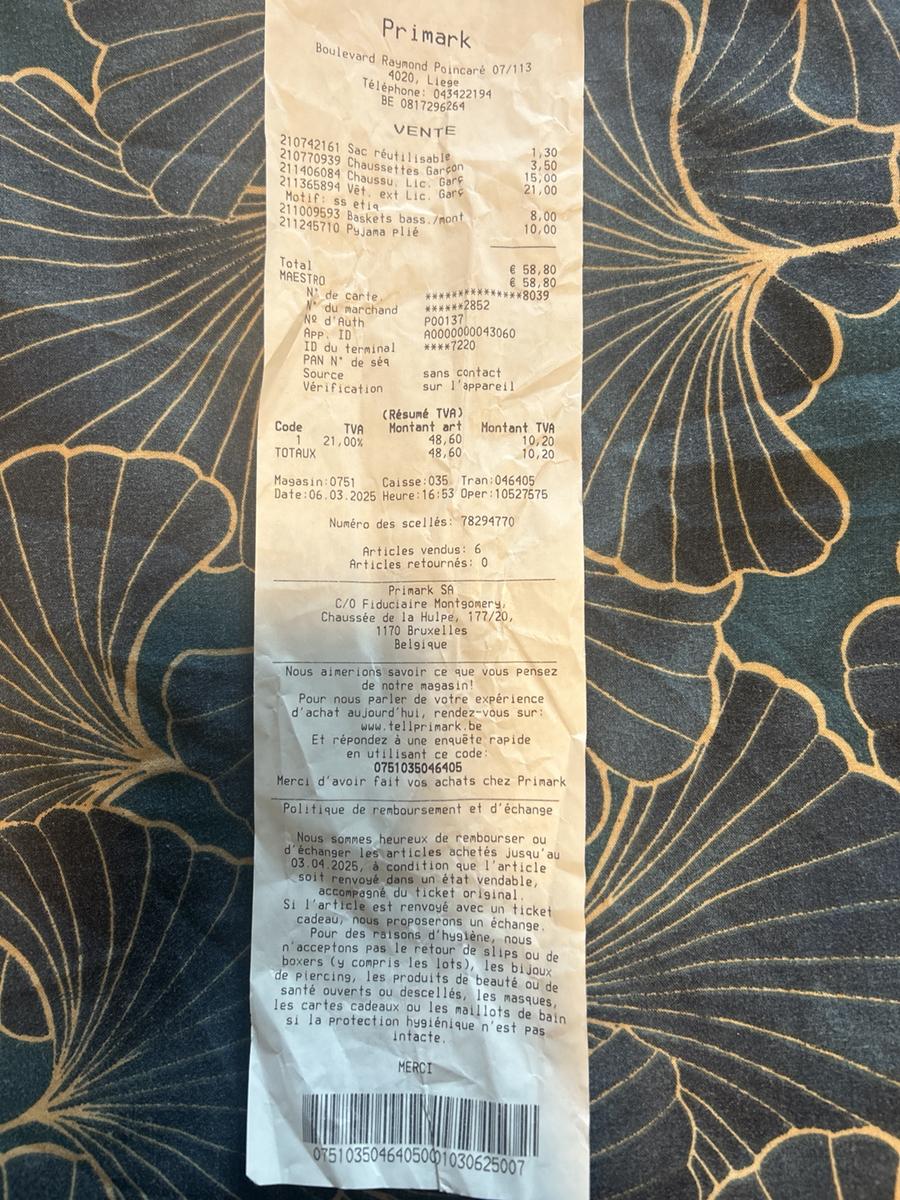 Primark
Boulevard Raymond Poincaré 07/113
4020, Liege
Téléphone: 043422194
BE 0817296264
VENTE
210742161 Sac réutilisable 1,30
210770939 Chaussettes Garçon 3,50
211406084 Chaussu. Lic. Garç 15,00
211365894 Vêt. ext Lic. Garç 21,00
Motif: ss etiq
211009593 Baskets bass./mont 8,00
211245710 Pyjama plié 10,00
Total € 58,80
MAESTRO € 58,80
N° de carte, ***************8039
N° du marchand ******2852
Nº d'Auth P00137
App. ID A0000000043060
ID du terminal ****7220
PAN N° de séq
Source sans contact
Vérification sur l'appareil
(Résumé TVA)
Code TVA Montant art Montant TVA
1 21,00% 48,60 10,20
TOTAUX 48,60 10,20
Magasin:0751 Caisse:035 Tran:046405
Date:06.03.2025 Heure:16:53 Oper:10527575
Numéro des scellés: 78294770
Articles vendus: 6
Articles retournés: 0
Primark SA
C/O Fiduciaire Montgomery,
Chaussée de la Hulpe, 177/20,
1170 Bruxelles
Belgique
Nous aimerions savoir ce que vous pensez
de notre magasin!
Pour nous parler de votre expérience
d'achat aujourd'hui, rendez-vous sur:
www.tellprimark.be
Et répondez à une enquête rapide
en utilisant ce code:
0751035046405
Merci d'avoir fait vos achats chez Primark
Politique de remboursement et d'échange
Nous sommes heureux de rembourser ou
d'échanger les articles achetés jusqu'au
03.04.2025, à condition que l'article
soit renvoyé dans un état vendable,
accompagné du ticket original.
Si l'article est renvoyé avec un ticket
cadeau, nous proposerons un échange.
Pour des raisons d'hygiène, nous
n'acceptons pas le retour de slips ou de
boxers (y compris les lots), les bijoux
de piercing, les produits de beauté ou de
santé ouverts ou descellés, les masques,
les cartes cadeaux ou les maillots de bain
si la protection hygiénique n'est pas
intacte.
MERCI
07510350464050001030625007